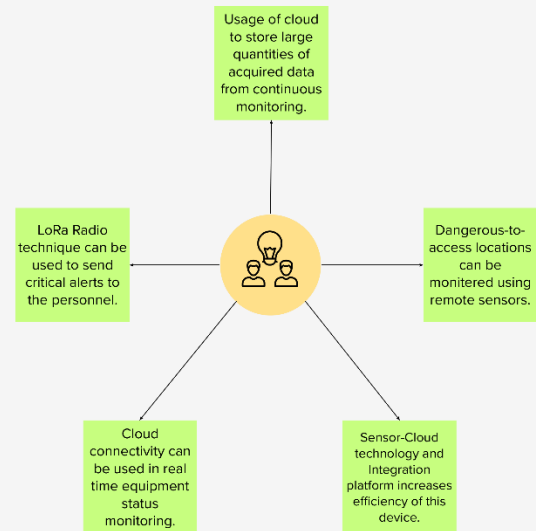 Usage of cloud
to store large
quantities of
acquired data
from continuous
monitoring.
LoRa Radio
technique can be
used to send
critical alerts to
the personnel.
Dangerous-to-
access locations
can be
monitered using
remote sensors.
Cloud
connectivity can
be used in real
time equipment
status
monitoring.
Sensor-Cloud
technology and
Integration
platform increases
efficiency of this
device.